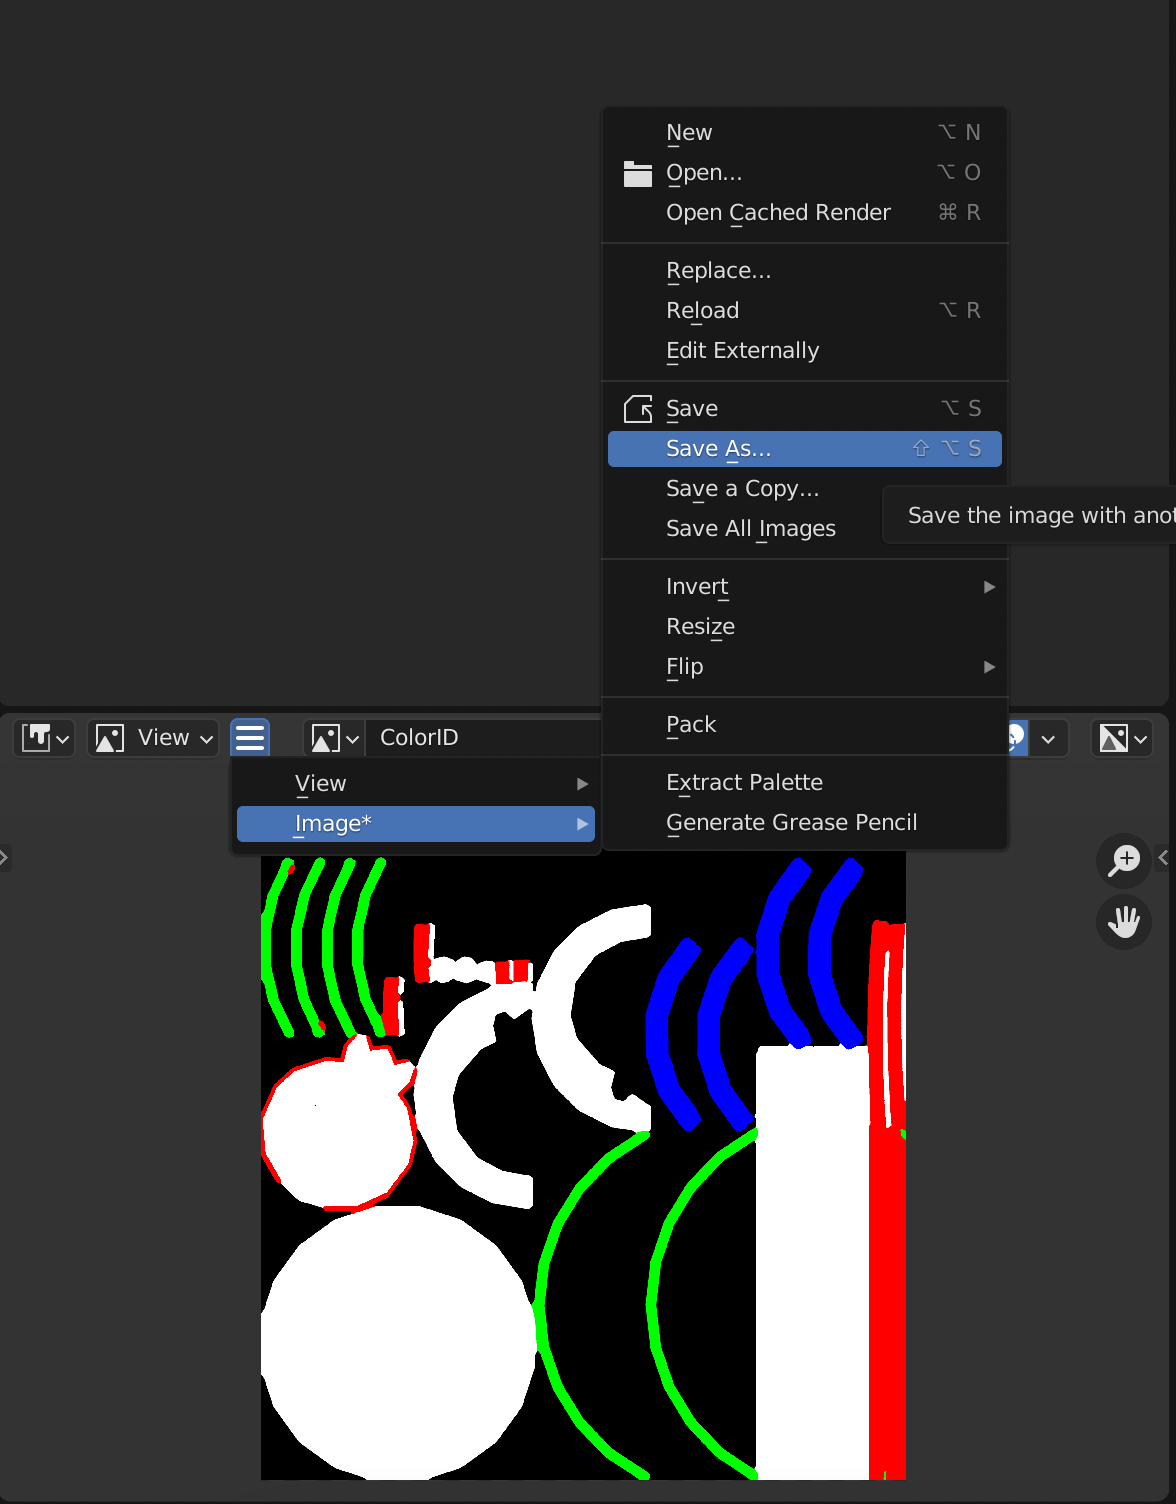 New ⌥ N
Open... ⌥ O
Open Cached Render ⌘ R
Replace...
Reload ⌥ R
Edit Externally
Save ⌥ S
Save As... ⇧ ⌥ S
Save a Copy...
Save the image with anot
Save All Images
Invert
Resize
Flip
Pack
Extract Palette
Generate Grease Pencil
View
ColorID
View
Image*